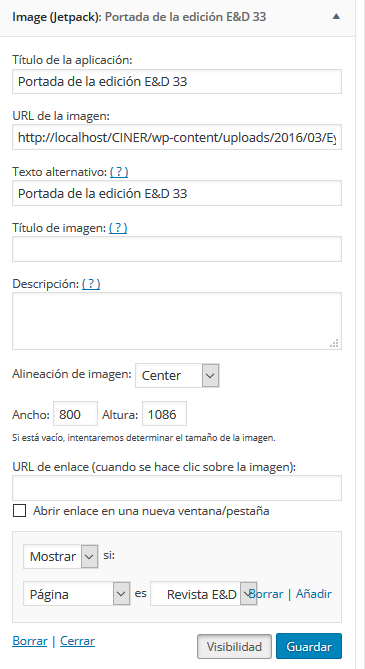 Image (Jetpack): Portada de la edición E&D 33
Título de la aplicación:
Portada de la edición E&D 33
URL de la imagen:
http://localhost/CINER/wp-content/uploads/2016/03/Ey
Texto alternativo: ( ? )
Portada de la edición E&D 33
Título de imagen: ( ? )
Descripción: ( ? )
Alineación de imagen: Center
Ancho: 800 Altura: 1086
Si está vacío, intentaremos determinar el tamaño de la imagen.
URL de enlace (cuando se hace clic sobre la imagen):
Abrir enlace en una nueva ventana/pestaña
Mostrar si:
Página es Revista E&D Borrar | Añadir
Borrar | Cerrar Visibilidad Guardar